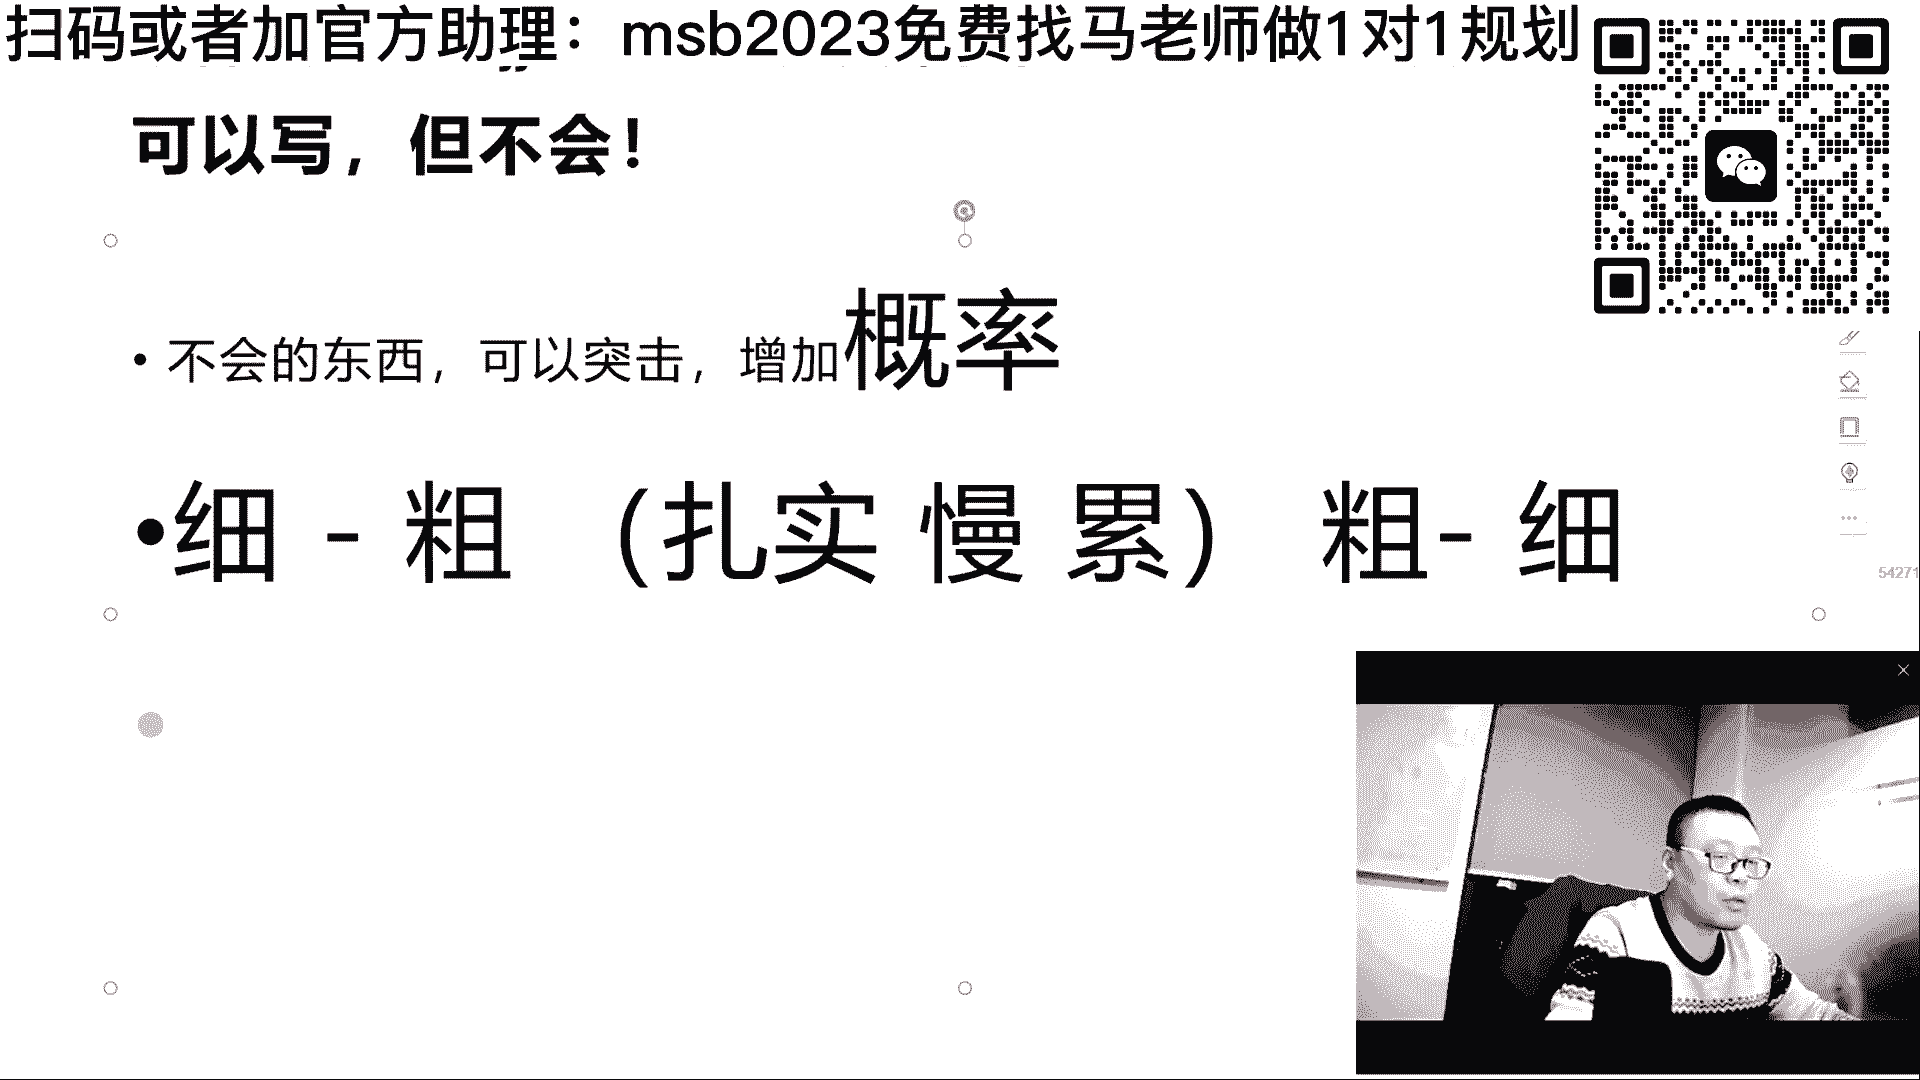 扫码或者加官方助理：msb2023免费找马老师做1对1规划
可以写，但不会！
• 不会的东西，可以突击，增加概率
•细 - 粗 （扎实 慢 累） 粗- 细
54271